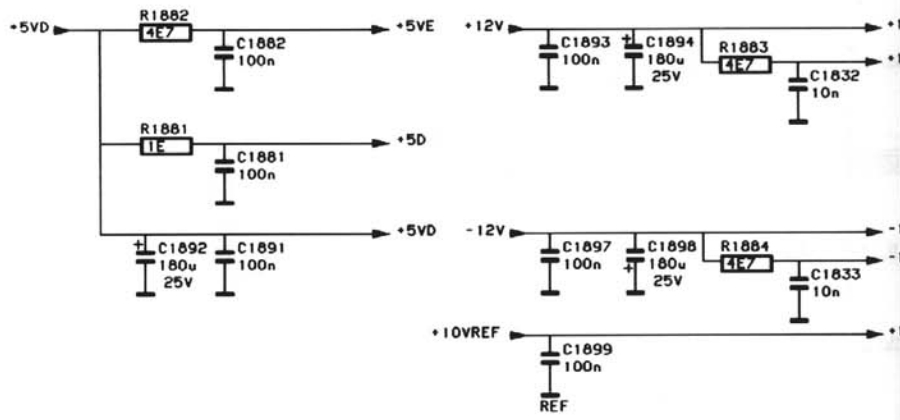 +5VD
R1882
4E7
+5VE
C1882
100n
R1881
1E
+5D
C1881
100n
+5VD
+
C1892
180u
25V
C1891
100n
+12V
C1893
100n
+
C1894
180u
25V
R1883
4E7
C1832
10n
-12V
C1897
100n
+
C1898
180u
25V
R1884
4E7
C1833
10n
+10VREF
C1899
100n
REF